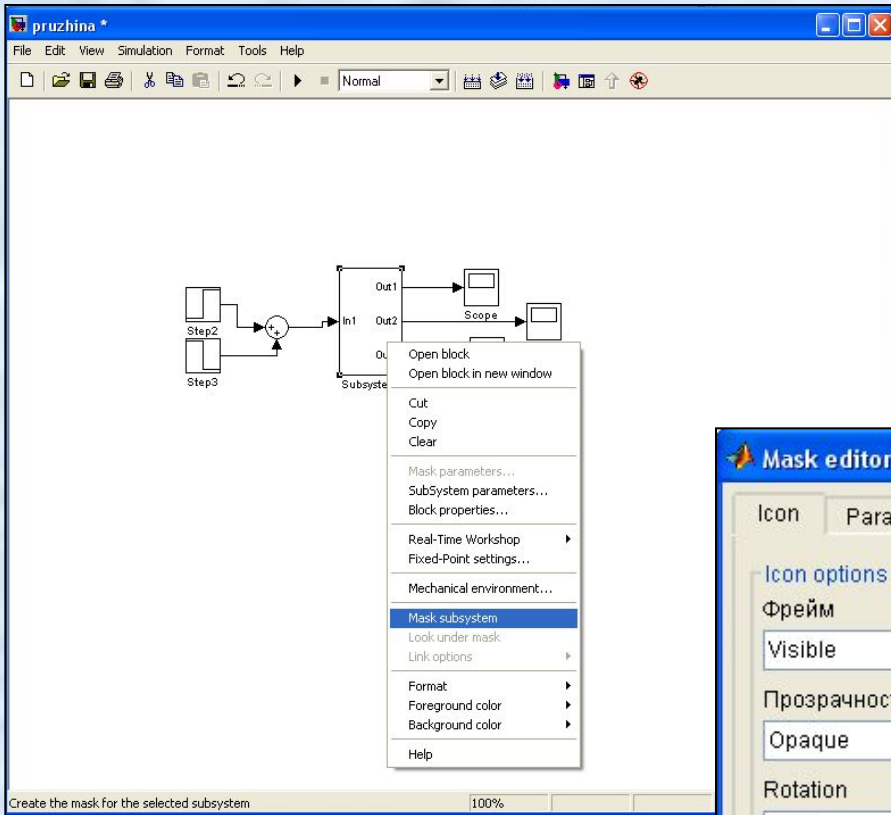 pruzhina *
File Edit View Simulation Format Tools Help
Normal
Out1
In1 Out2
Step2
Scope
Step3
Open block
Open block in new window
Cut
Copy
Clear
Mask parameters...
SubSystem parameters...
Block properties...
Real-Time Workshop
Fixed-Point settings...
Mechanical environment...
Mask subsystem
Look under mask
Link options
Format
Foreground color
Background color
Help
Create the mask for the selected subsystem 100%
Mask editor
Icon Para
Icon options
Фрейм
Visible
Прозрачност
Opaque
Rotation